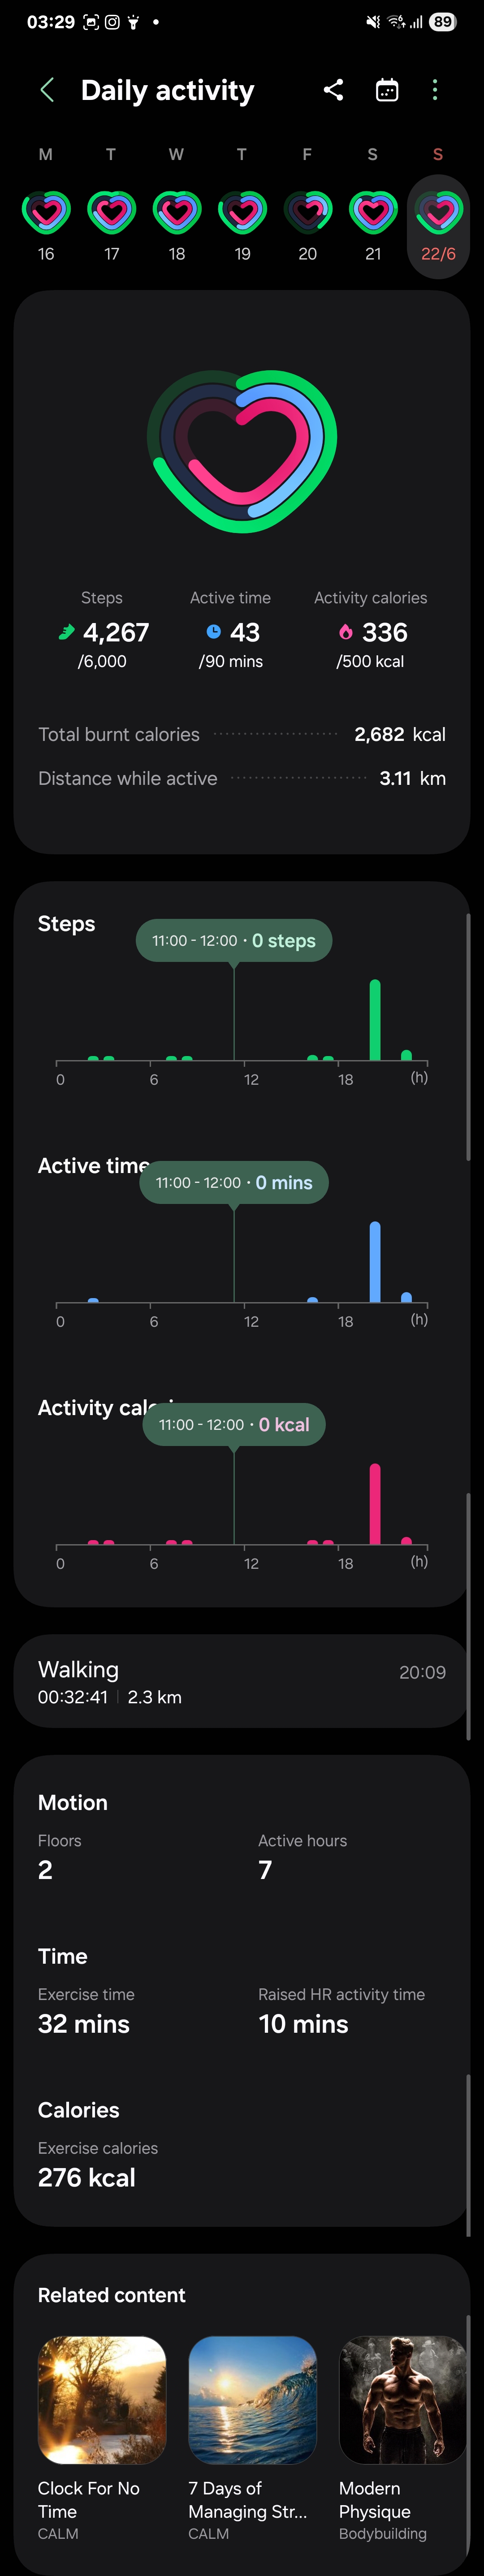 03:29
89
Daily activity
M T W T F S S
16 17 18 19 20 21 22/6
Steps Active time Activity calories
4,267 43 336
/6,000 /90 mins /500 kcal
Total burnt calories 2,682 kcal
Distance while active 3.11 km
Steps
11:00 - 12:00 • 0 steps
0 6 12 18 (h)
Active time
11:00 - 12:00 • 0 mins
0 6 12 18 (h)
Activity
11:00 - 12:00 • 0 kcal
0 6 12 18 (h)
Walking 20:09
00:32:41 | 2.3 km
Motion
Floors Active hours
2 7
Time
Exercise time Raised HR activity time
32 mins 10 mins
Calories
Exercise calories
276 kcal
Related content
Clock For No 7 Days of Modern
Time Managing Str... Physique
CALM CALM Bodybuilding